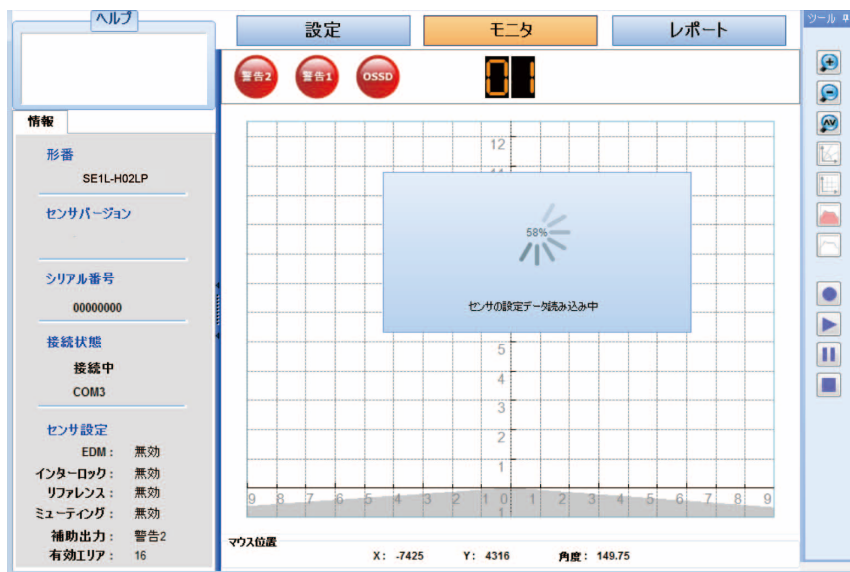 ヘルプ
設定 モニタ レポート
ツール
警告2 警告1 OSSD 01
情報
形番
SE1L-H02LP
センサバージョン
シリアル番号
00000000
接続状態
接続中
COM3
センサ設定
EDM： 無効
インターロック： 無効
リファレンス： 無効
ミューティング： 無効
補助出力： 警告2
有効エリア： 16
12
11
58%
センサの設定データ読み込み中
5
4
3
2
1
9 8 7 6 5 4 3 2 1 0 1 2 3 4 5 6 7 8 9
1
マウス位置
X： -7425 Y： 4316 角度： 149.75